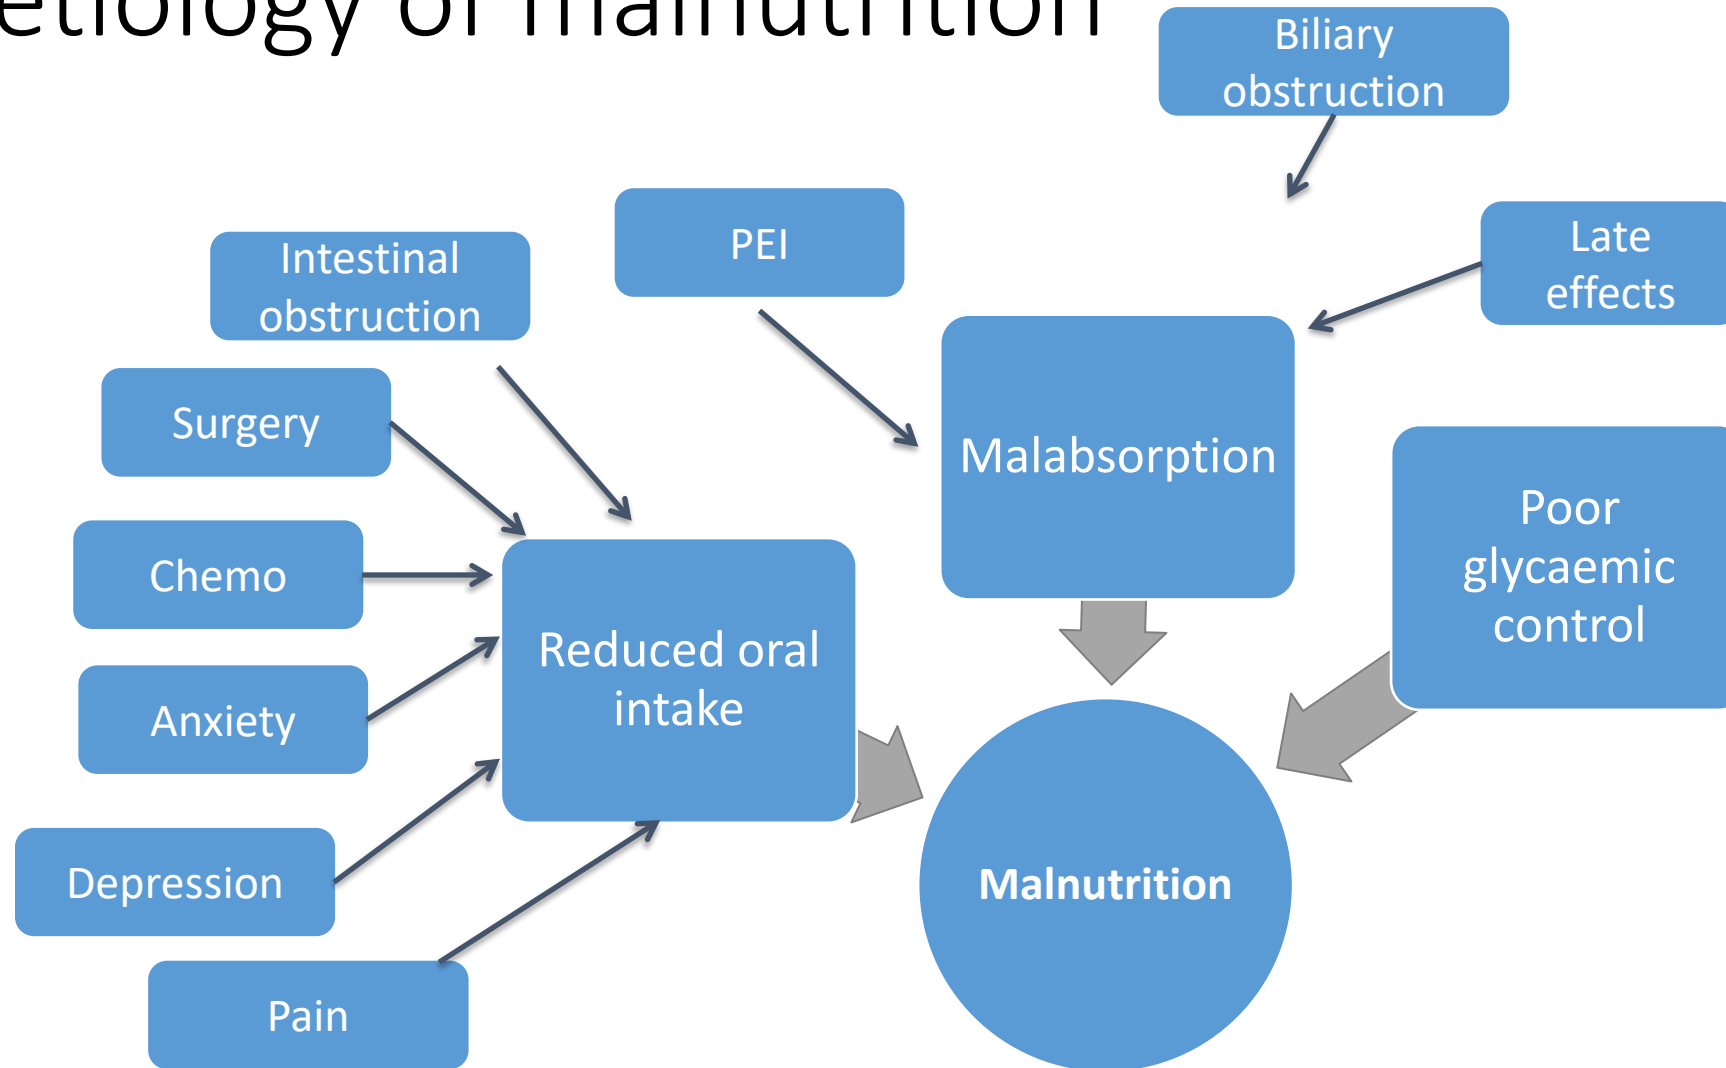 etiology of malnutrition
Biliary
obstruction
PEI
Late
effects
Intestinal
obstruction
Surgery
Malabsorption
Poor
glycaemic
control
Chemo
Reduced oral
intake
Anxiety
Depression
Malnutrition
Pain